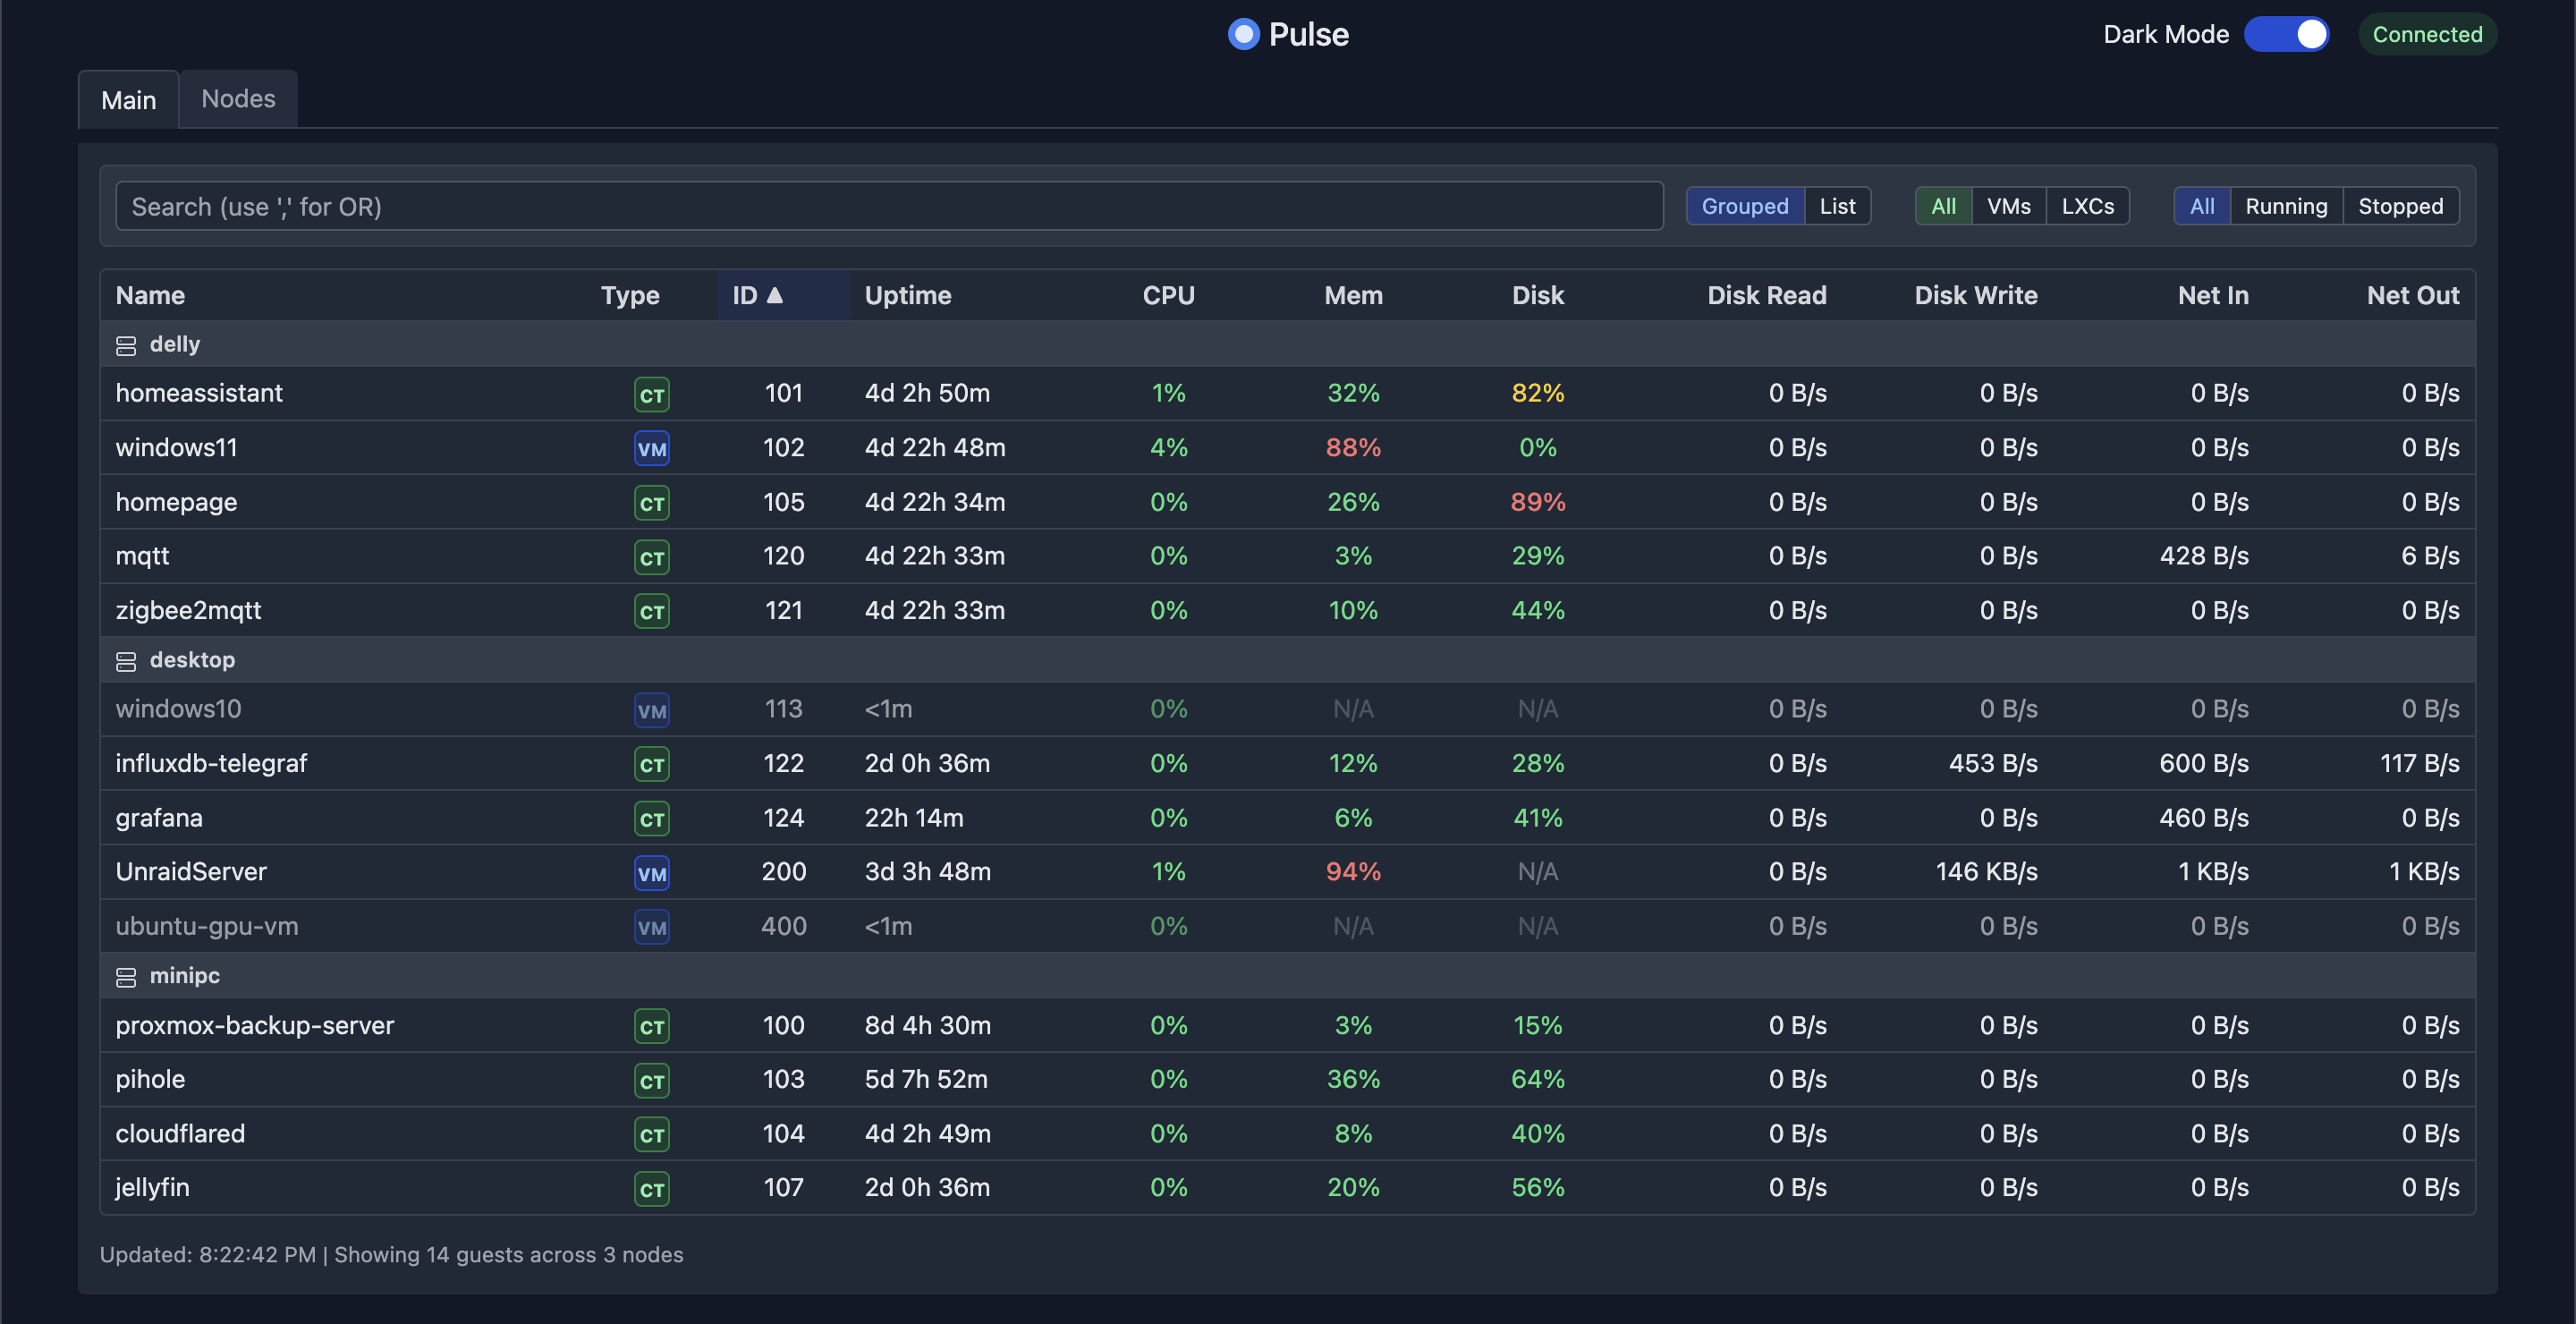 Pulse
Dark Mode Connected
Main Nodes
Search (use ',' for OR) Grouped List All VMs LXCs All Running Stopped
Name Type ID ▲ Uptime CPU Mem Disk Disk Read Disk Write Net In Net Out
delly
homeassistant CT 101 4d 2h 50m 1% 32% 82% 0 B/s 0 B/s 0 B/s 0 B/s
windows11 VM 102 4d 22h 48m 4% 88% 0% 0 B/s 0 B/s 0 B/s 0 B/s
homepage CT 105 4d 22h 34m 0% 26% 89% 0 B/s 0 B/s 0 B/s 0 B/s
mqtt CT 120 4d 22h 33m 0% 3% 29% 0 B/s 0 B/s 428 B/s 6 B/s
zigbee2mqtt CT 121 4d 22h 33m 0% 10% 44% 0 B/s 0 B/s 0 B/s 0 B/s
desktop
windows10 VM 113 <1m 0% N/A N/A 0 B/s 0 B/s 0 B/s 0 B/s
influxdb-telegraf CT 122 2d 0h 36m 0% 12% 28% 0 B/s 453 B/s 600 B/s 117 B/s
grafana CT 124 22h 14m 0% 6% 41% 0 B/s 0 B/s 460 B/s 0 B/s
UnraidServer VM 200 3d 3h 48m 1% 94% N/A 0 B/s 146 KB/s 1 KB/s 1 KB/s
ubuntu-gpu-vm VM 400 <1m 0% N/A N/A 0 B/s 0 B/s 0 B/s 0 B/s
minipc
proxmox-backup-server CT 100 8d 4h 30m 0% 3% 15% 0 B/s 0 B/s 0 B/s 0 B/s
pihole CT 103 5d 7h 52m 0% 36% 64% 0 B/s 0 B/s 0 B/s 0 B/s
cloudflared CT 104 4d 2h 49m 0% 8% 40% 0 B/s 0 B/s 0 B/s 0 B/s
jellyfin CT 107 2d 0h 36m 0% 20% 56% 0 B/s 0 B/s 0 B/s 0 B/s
Updated: 8:22:42 PM | Showing 14 guests across 3 nodes